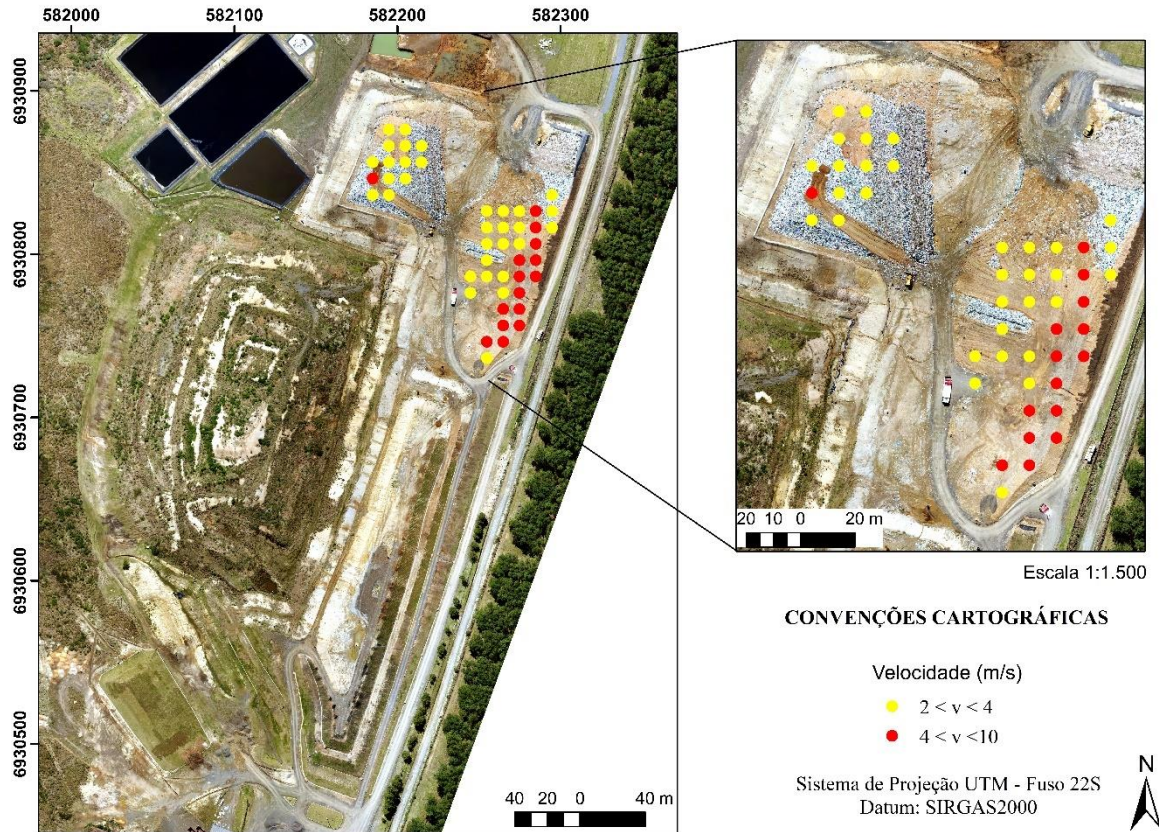 582000 582100 582200 582300
6930900
6930800
6930700
6930600
6930500
40 20 0 40 m
20 10 0 20 m
Escala 1:1.500
CONVENÇÕES CARTOGRÁFICAS
Velocidade (m/s)
2 < v < 4
4 < v <10
Sistema de Projeção UTM - Fuso 22S
Datum: SIRGAS2000
N